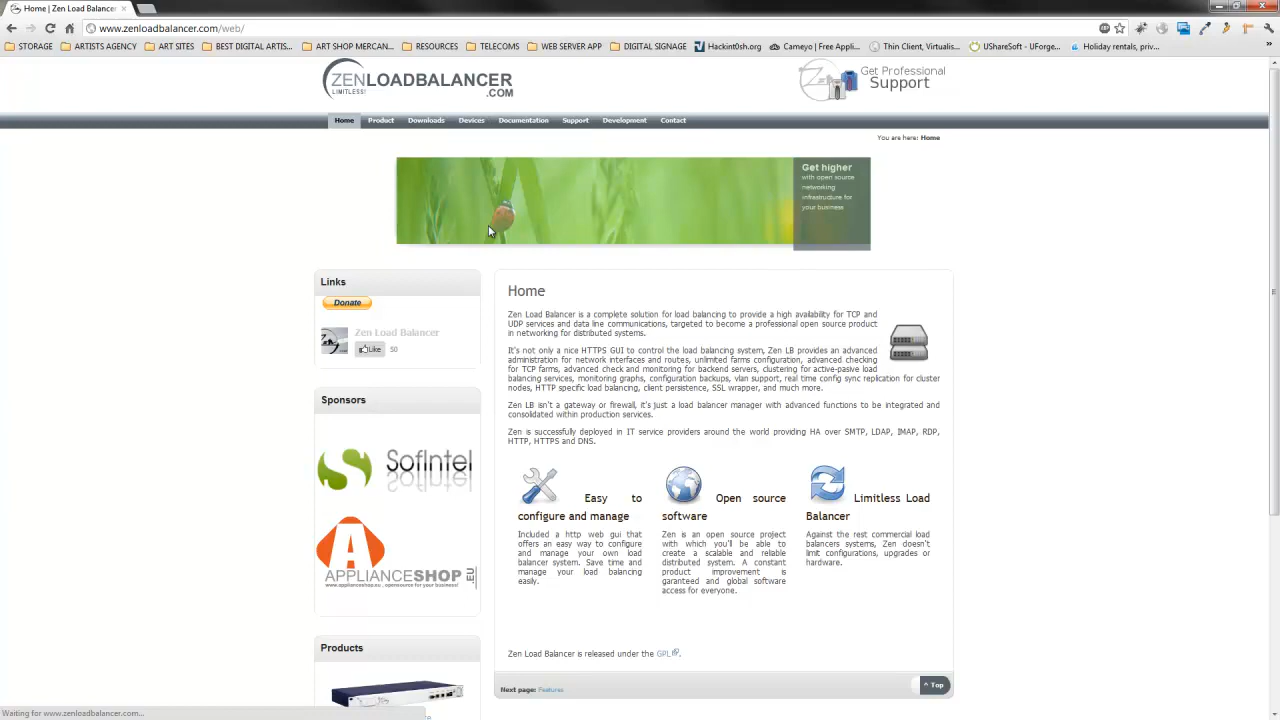 Home | Zen Load Balancer
www.zenloadbalancer.com/web/
STORAGE ARTISTS AGENCY ART SITES BEST DIGITAL ARTIS... ART SHOP MERCAN... RESOURCES TELECOMS WEB SERVER APP DIGITAL SIGNAGE Hackint0sh.org Cameyo | Free Appli... Thin Client, Virtualis... UShareSoft - UForge... Holiday rentals, priv...
ZENLOADBALANCER
LIMITLESS!
.COM
Get Professional
Support
Home Product Downloads Devices Documentation Support Development Contact
You are here: Home
Get higher
with open source
networking
infrastructure for
your business
Links
Donate
Zen Load Balancer
Like 50
Sponsors
SofIntel
APPLIANCESHOP.EU
www.applianceshop.eu - opensource for your business!
Products
Home
Zen Load Balancer is a complete solution for load balancing to provide a high availability for TCP and
UDP services and data line communications, targeted to become a professional open source product
in networking for distributed systems.
It's not only a nice HTTPS GUI to control the load balancing system, Zen LB provides an advanced
administration for network interfaces and routes, unlimited farms configuration, advanced checking
for TCP farms, advanced check and monitoring for backend servers, clustering for active-pasive load
balancing services, monitoring graphs, configuration backups, vlan support, real time config sync replication for cluster
nodes, HTTP specific load balancing, client persistence, SSL wrapper, and much more.
Zen LB isn't a gateway or firewall, it's just a load balancer manager with advanced functions to be integrated and
consolidated within production services.
Zen is successfully deployed in IT service providers around the world providing HA over SMTP, LDAP, IMAP, RDP,
HTTP, HTTPS and DNS.
Easy to
configure and manage
Included a http web gui that
offers an easy way to configure
and manage your own load
balancer system. Save time and
manage your load balancing
easily.
Open source
software
Zen is an open source project
with which you'll be able to
create a scalable and reliable
distributed system. A constant
product improvement is
garanteed and global software
access for everyone.
Limitless Load
Balancer
Against the rest commercial load
balancers systems, Zen doesn't
limit configurations, upgrades or
hardware.
Zen Load Balancer is released under the GPL.
Next page: Features
^ Top
Waiting for www.zenloadbalancer.com...